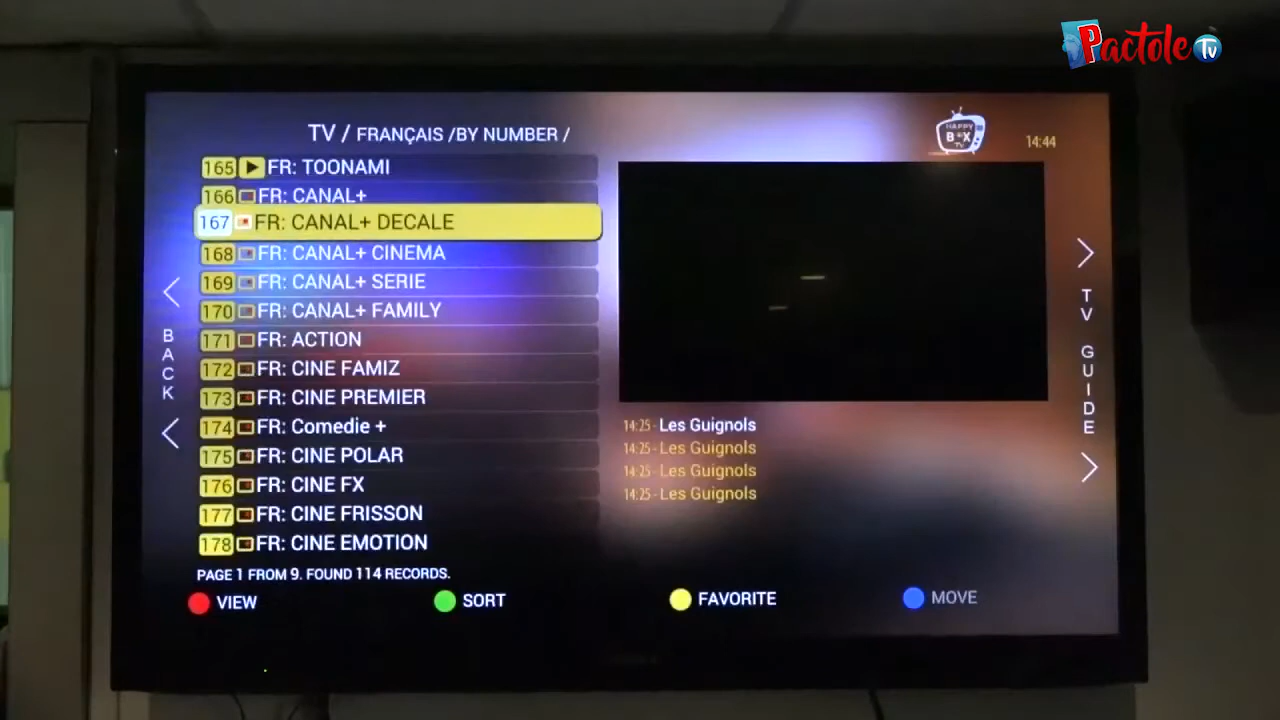 Pactole Tv
TV / FRANÇAIS /BY NUMBER /
HAPPY
BOX
TV
14:44
165 FR: TOONAMI
166 FR: CANAL+
167 FR: CANAL+ DECALE
168 FR: CANAL+ CINEMA
169 FR: CANAL+ SERIE
170 FR: CANAL+ FAMILY
171 FR: ACTION
172 FR: CINE FAMIZ
173 FR: CINE PREMIER
174 FR: Comedie +
175 FR: CINE POLAR
176 FR: CINE FX
177 FR: CINE FRISSON
178 FR: CINE EMOTION
PAGE 1 FROM 9. FOUND 114 RECORDS.
BACK
14:25 - Les Guignols
14:25 - Les Guignols
14:25 - Les Guignols
14:25 - Les Guignols
TV GUIDE
VIEW
SORT
FAVORITE
MOVE